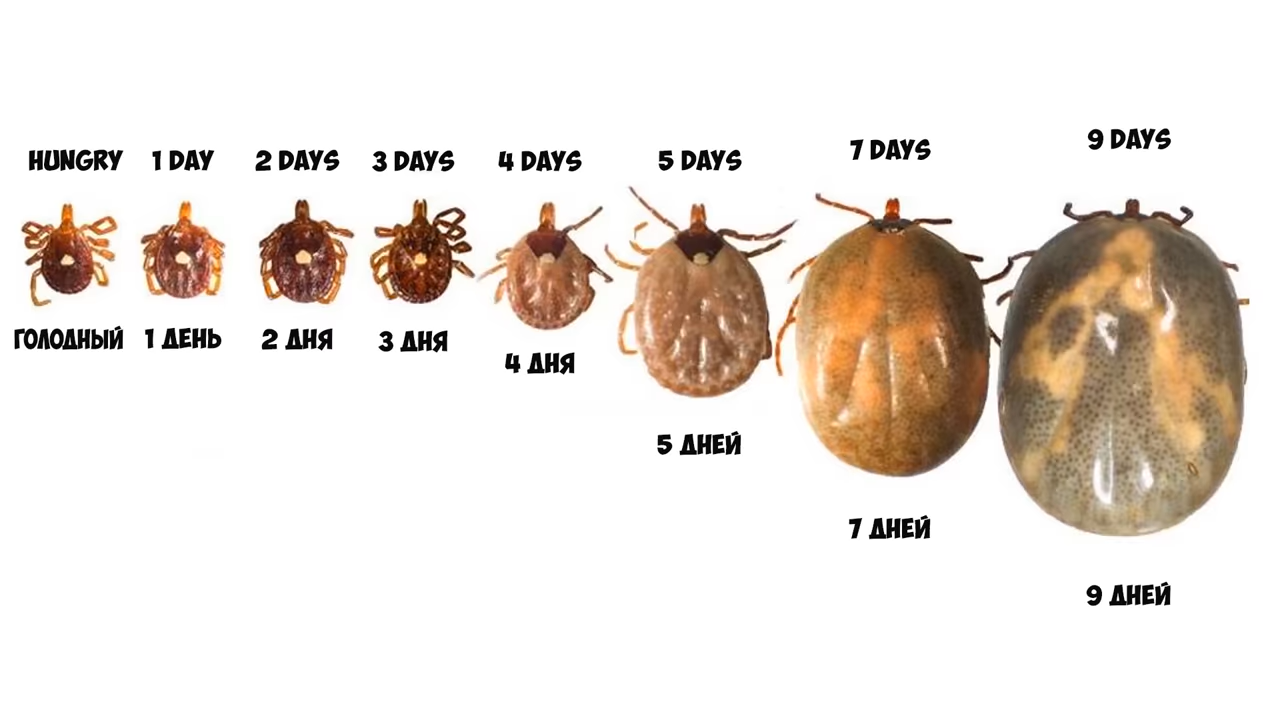 HUNGRY
1 DAY
2 DAYS
3 DAYS
4 DAYS
5 DAYS
7 DAYS
9 DAYS
ГОЛОДНЫЙ
1 ДЕНЬ
2 ДНЯ
3 ДНЯ
4 ДНЯ
5 ДНЕЙ
7 ДНЕЙ
9 ДНЕЙ